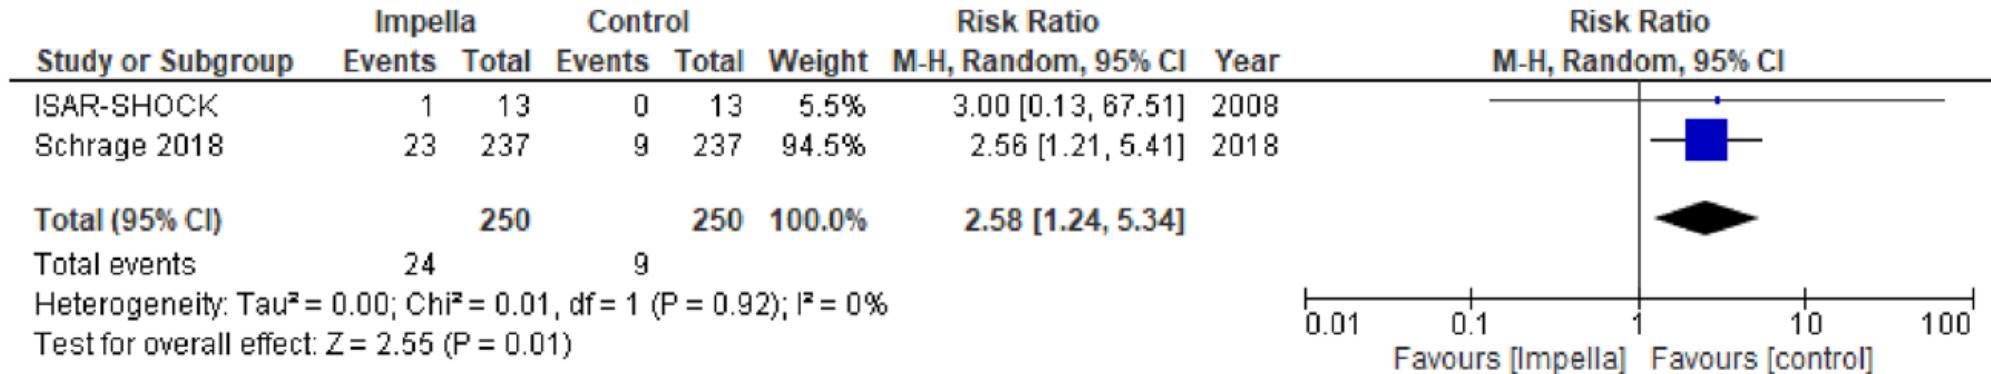 Impella Control Risk Ratio Risk Ratio
Study or Subgroup Events Total Events Total Weight M-H, Random, 95% CI Year M-H, Random, 95% CI
ISAR-SHOCK 1 13 0 13 5.5% 3.00 [0.13, 67.51] 2008
Schrage 2018 23 237 9 237 94.5% 2.56 [1.21, 5.41] 2018
Total (95% CI) 250 250 100.0% 2.58 [1.24, 5.34]
Total events 24 9
Heterogeneity: Tau² = 0.00; Chi² = 0.01, df = 1 (P = 0.92); I² = 0%
Test for overall effect: Z = 2.55 (P = 0.01)
0.01 0.1 1 10 100
Favours [Impella] Favours [control]